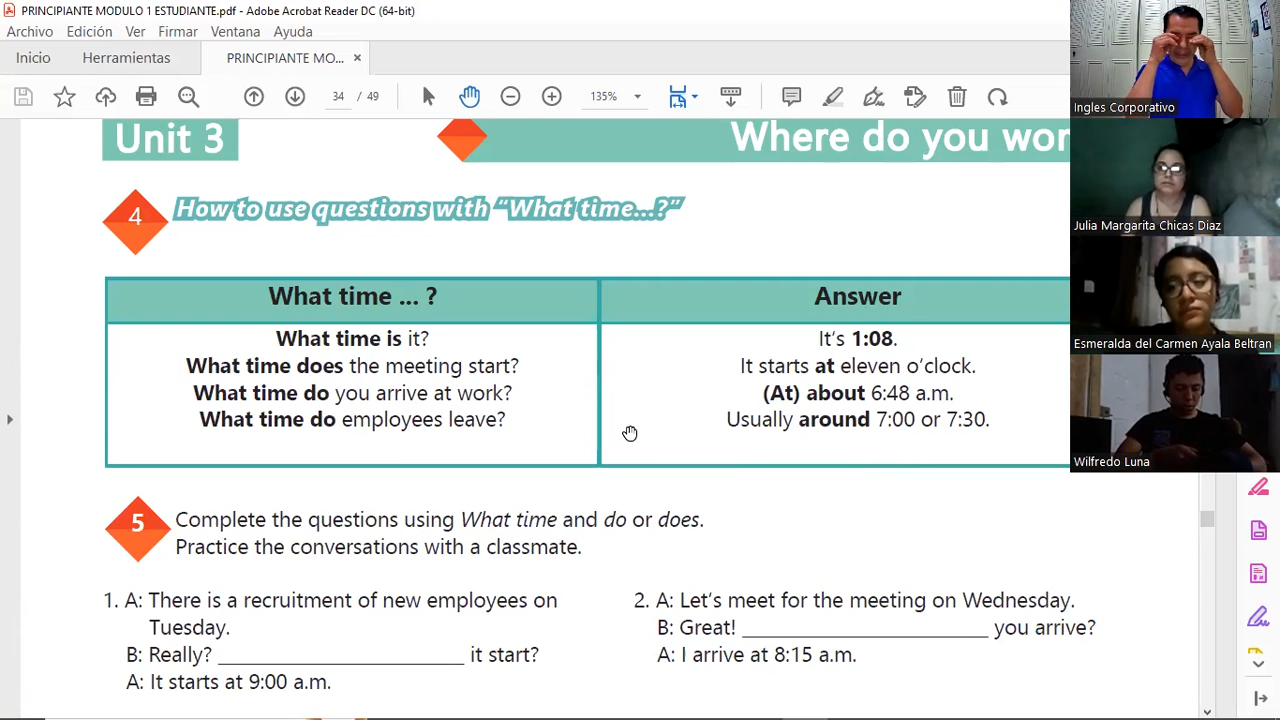 PRINCIPIANTE MODULO 1 ESTUDIANTE.pdf - Adobe Acrobat Reader DC (64-bit)
Archivo Edición Ver Firmar Ventana Ayuda
Inicio Herramientas PRINCIPIANTE MO... ×
34 / 49 135%
Unit 3 Where do you wor
4 How to use questions with “What time...?”
What time ... ? Answer
What time is it? It's 1:08.
What time does the meeting start? It starts at eleven o'clock.
What time do you arrive at work? (At) about 6:48 a.m.
What time do employees leave? Usually around 7:00 or 7:30.
5 Complete the questions using What time and do or does.
Practice the conversations with a classmate.
1. A: There is a recruitment of new employees on
Tuesday.
B: Really? ______________________ it start?
A: It starts at 9:00 a.m.
2. A: Let's meet for the meeting on Wednesday.
B: Great! ______________________ you arrive?
A: I arrive at 8:15 a.m.
Ingles Corporativo
Julia Margarita Chicas Diaz
Esmeralda del Carmen Ayala Beltran
Wilfredo Luna